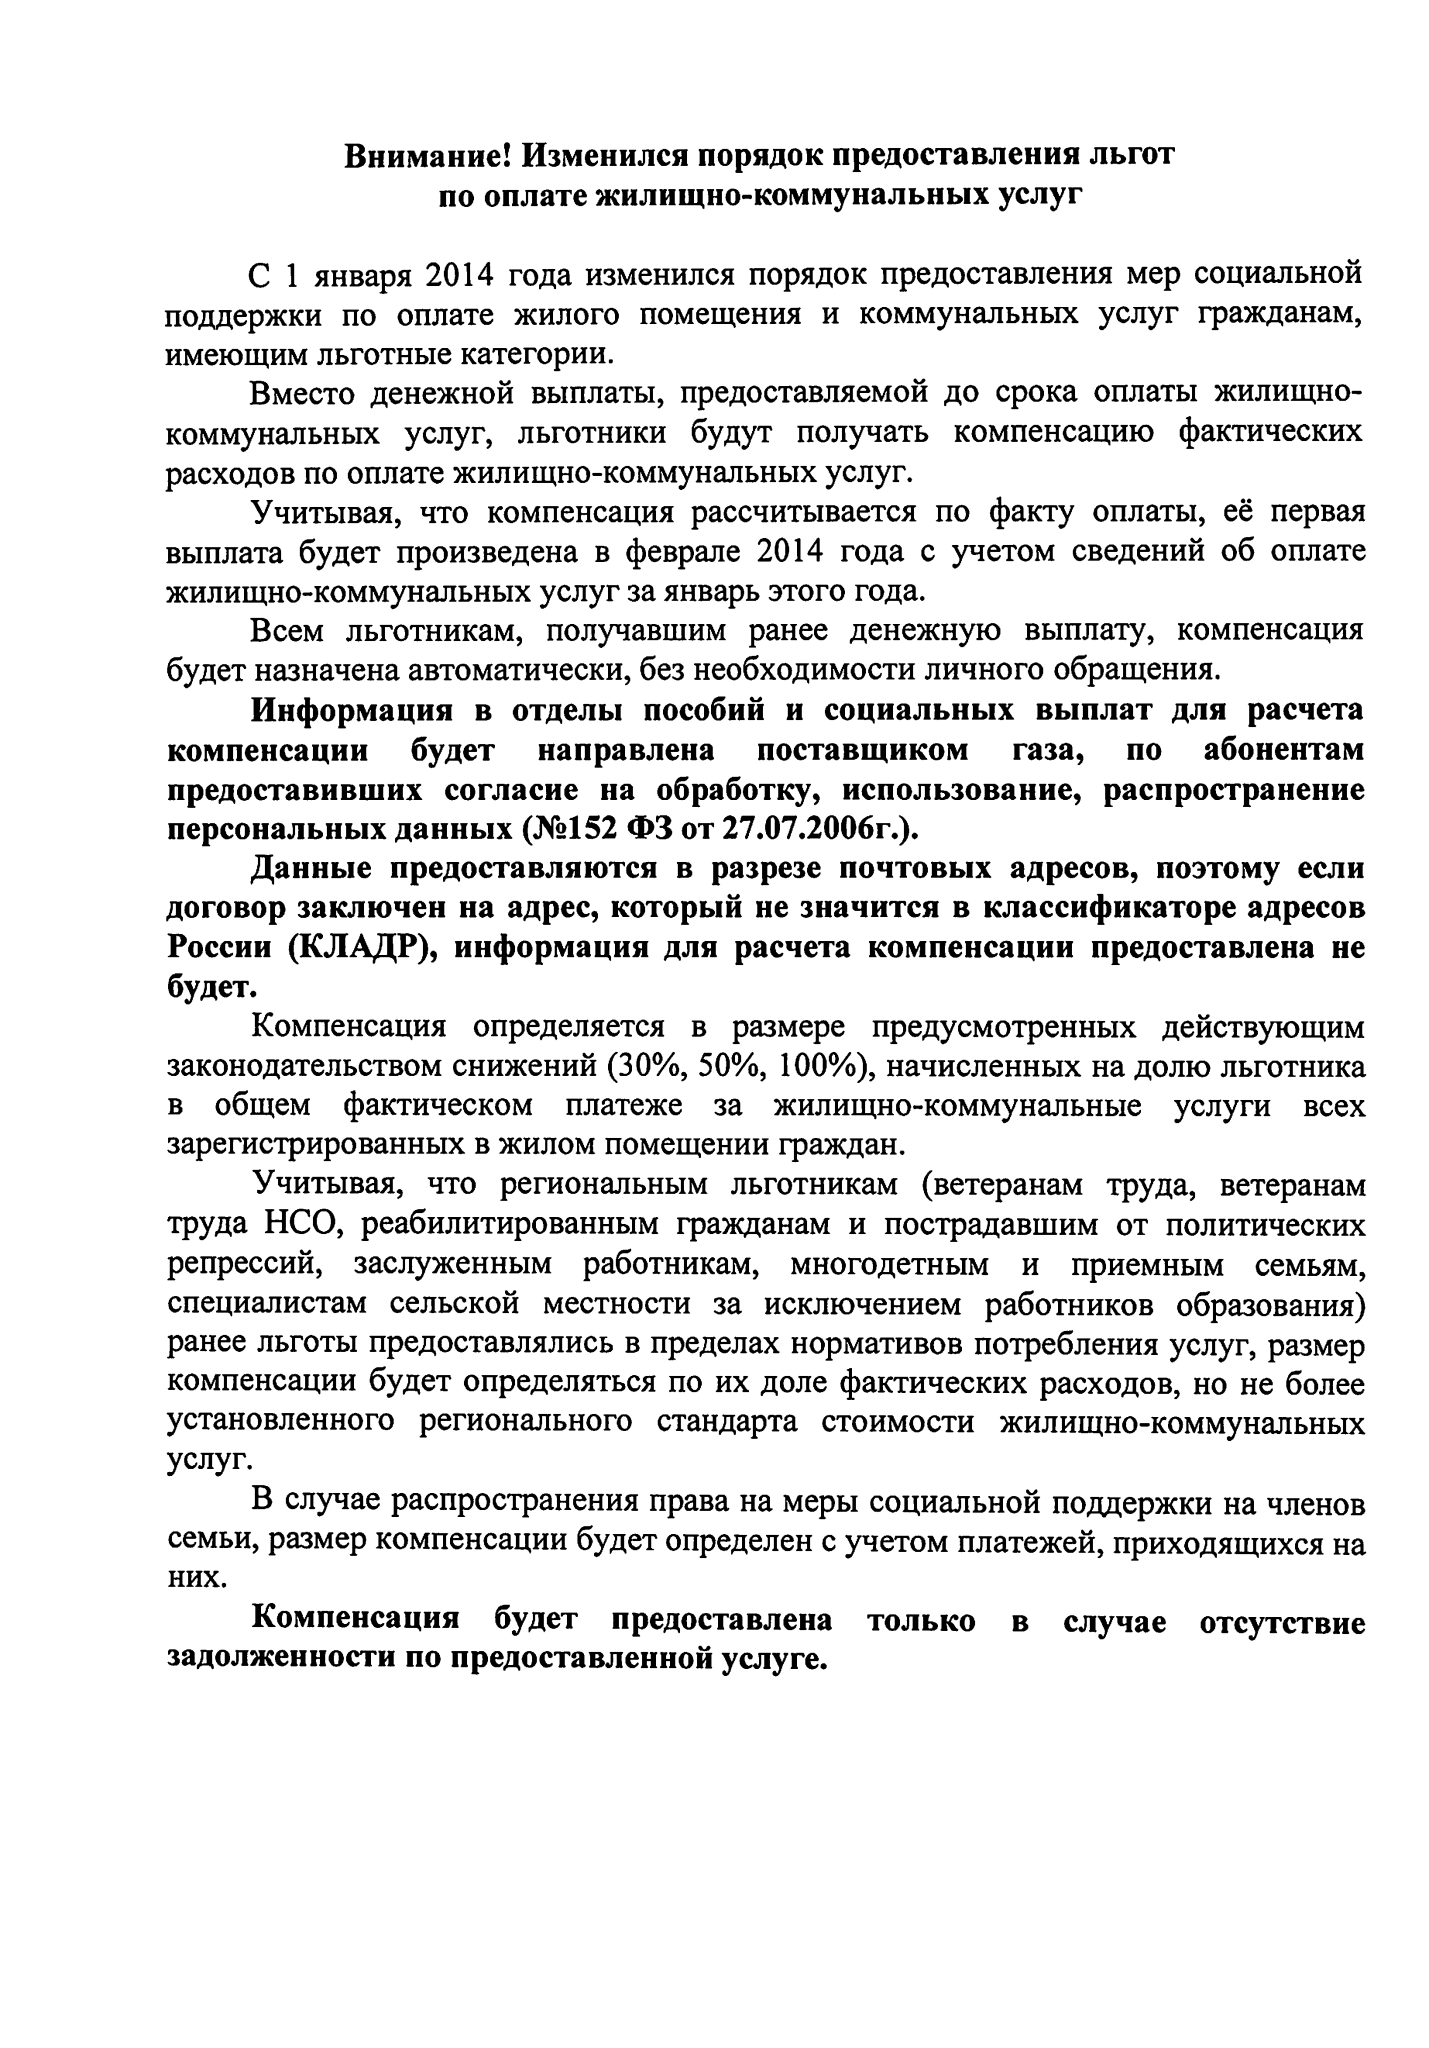 Внимание! Изменился порядок предоставления льгот
по оплате жилищно-коммунальных услуг
С 1 января 2014 года изменился порядок предоставления мер социальной
поддержки по оплате жилого помещения и коммунальных услуг гражданам,
имеющим льготные категории.
Вместо денежной выплаты, предоставляемой до срока оплаты жилищно-
коммунальных услуг, льготники будут получать компенсацию фактических
расходов по оплате жилищно-коммунальных услуг.
Учитывая, что компенсация рассчитывается по факту оплаты, её первая
выплата будет произведена в феврале 2014 года с учетом сведений об оплате
жилищно-коммунальных услуг за январь этого года.
Всем льготникам, получавшим ранее денежную выплату, компенсация
будет назначена автоматически, без необходимости личного обращения.
Информация в отделы пособий и социальных выплат для расчета
компенсации будет направлена поставщиком газа, по абонентам
предоставивших согласие на обработку, использование, распространение
персональных данных (№152 ФЗ от 27.07.2006г.).
Данные предоставляются в разрезе почтовых адресов, поэтому если
договор заключен на адрес, который не значится в классификаторе адресов
России (КЛАДР), информация для расчета компенсации предоставлена не
будет.
Компенсация определяется в размере предусмотренных действующим
законодательством снижений (30%, 50%, 100%), начисленных на долю льготника
в общем фактическом платеже за жилищно-коммунальные услуги всех
зарегистрированных в жилом помещении граждан.
Учитывая, что региональным льготникам (ветеранам труда, ветеранам
труда НСО, реабилитированным гражданам и пострадавшим от политических
репрессий, заслуженным работникам, многодетным и приемным семьям,
специалистам сельской местности за исключением работников образования)
ранее льготы предоставлялись в пределах нормативов потребления услуг, размер
компенсации будет определяться по их доле фактических расходов, но не более
установленного регионального стандарта стоимости жилищно-коммунальных
услуг.
В случае распространения права на меры социальной поддержки на членов
семьи, размер компенсации будет определен с учетом платежей, приходящихся на
них.
Компенсация будет предоставлена только в случае отсутствие
задолженности по предоставленной услуге.